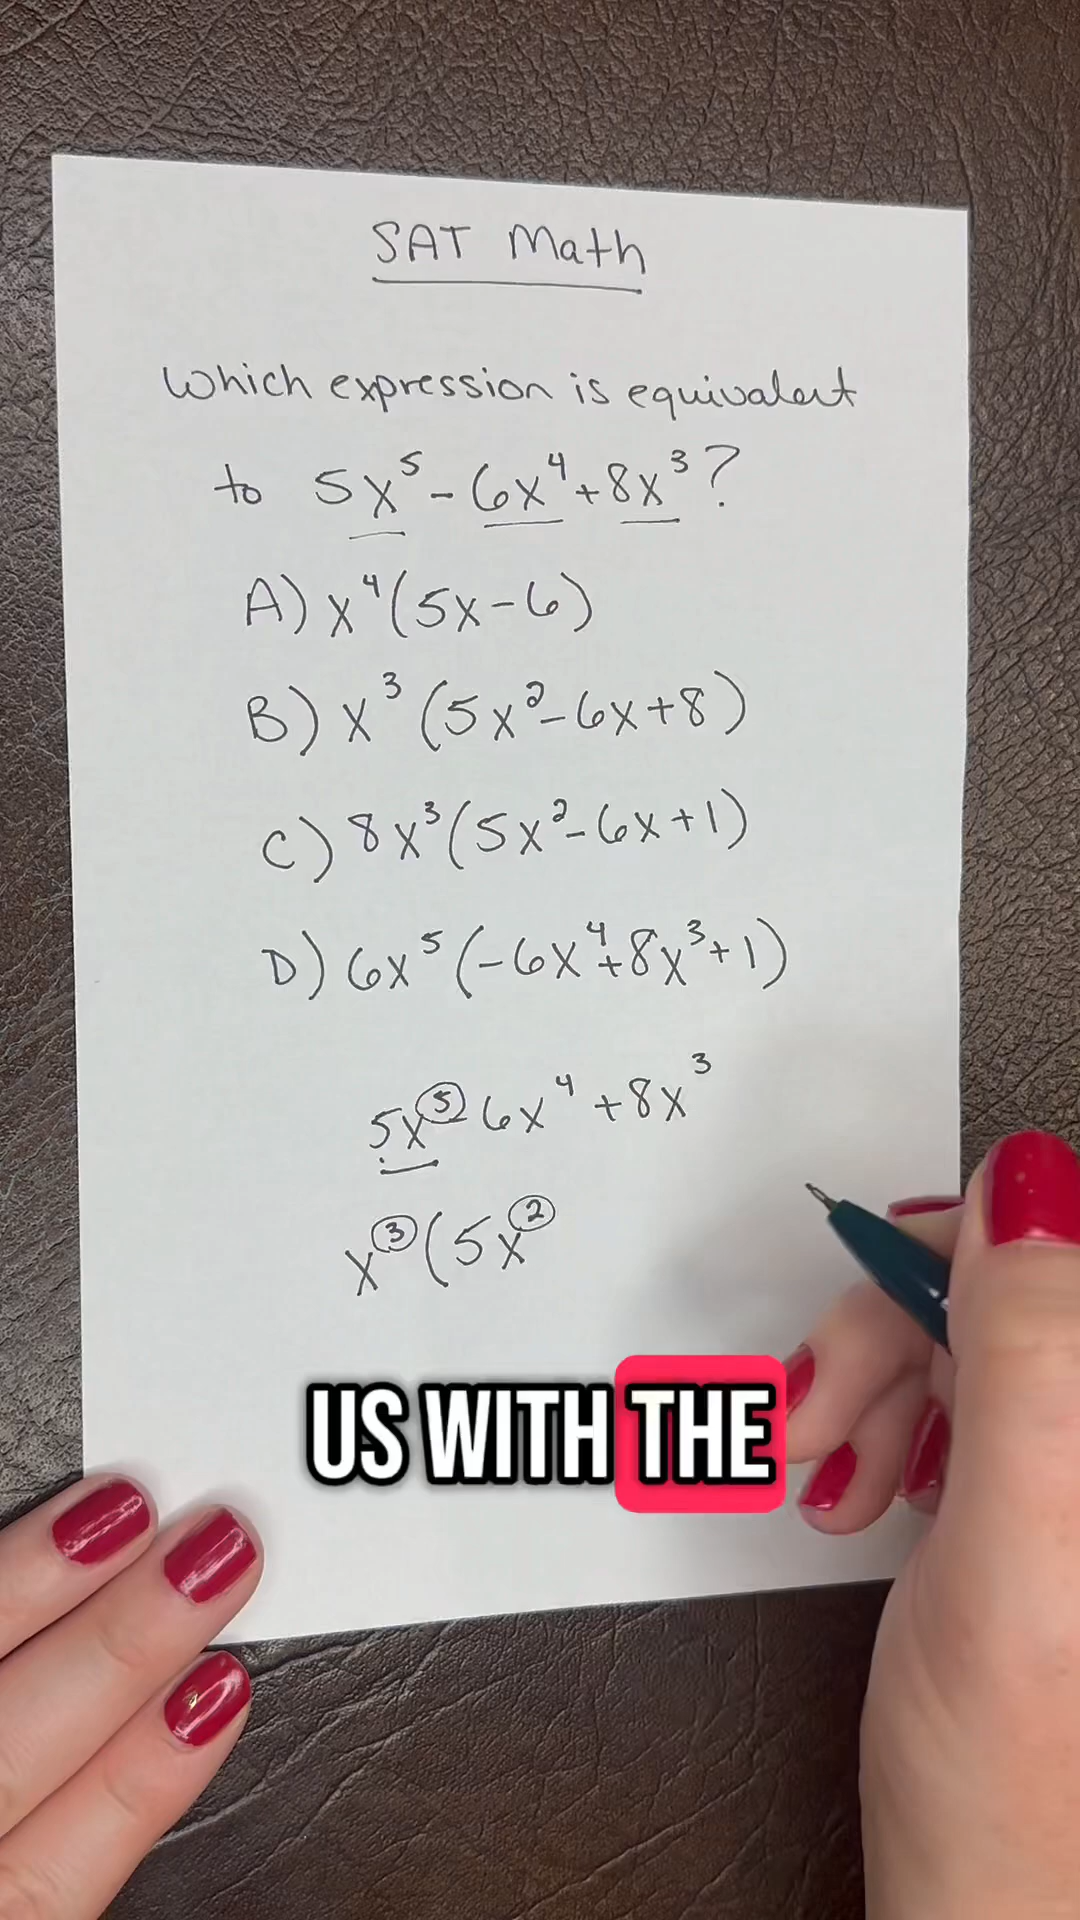 SAT Math
Which expression is equivalent
to 5x⁵ - 6x⁴ + 8x³?
A) x⁴(5x-6)
B) x³(5x²-6x+8)
C) 8x³(5x²-6x+1)
D) 6x⁵(-6x⁴+8x³+1)
5x⁵ 6x⁴ + 8x³
x³(5x²
US WITH THE